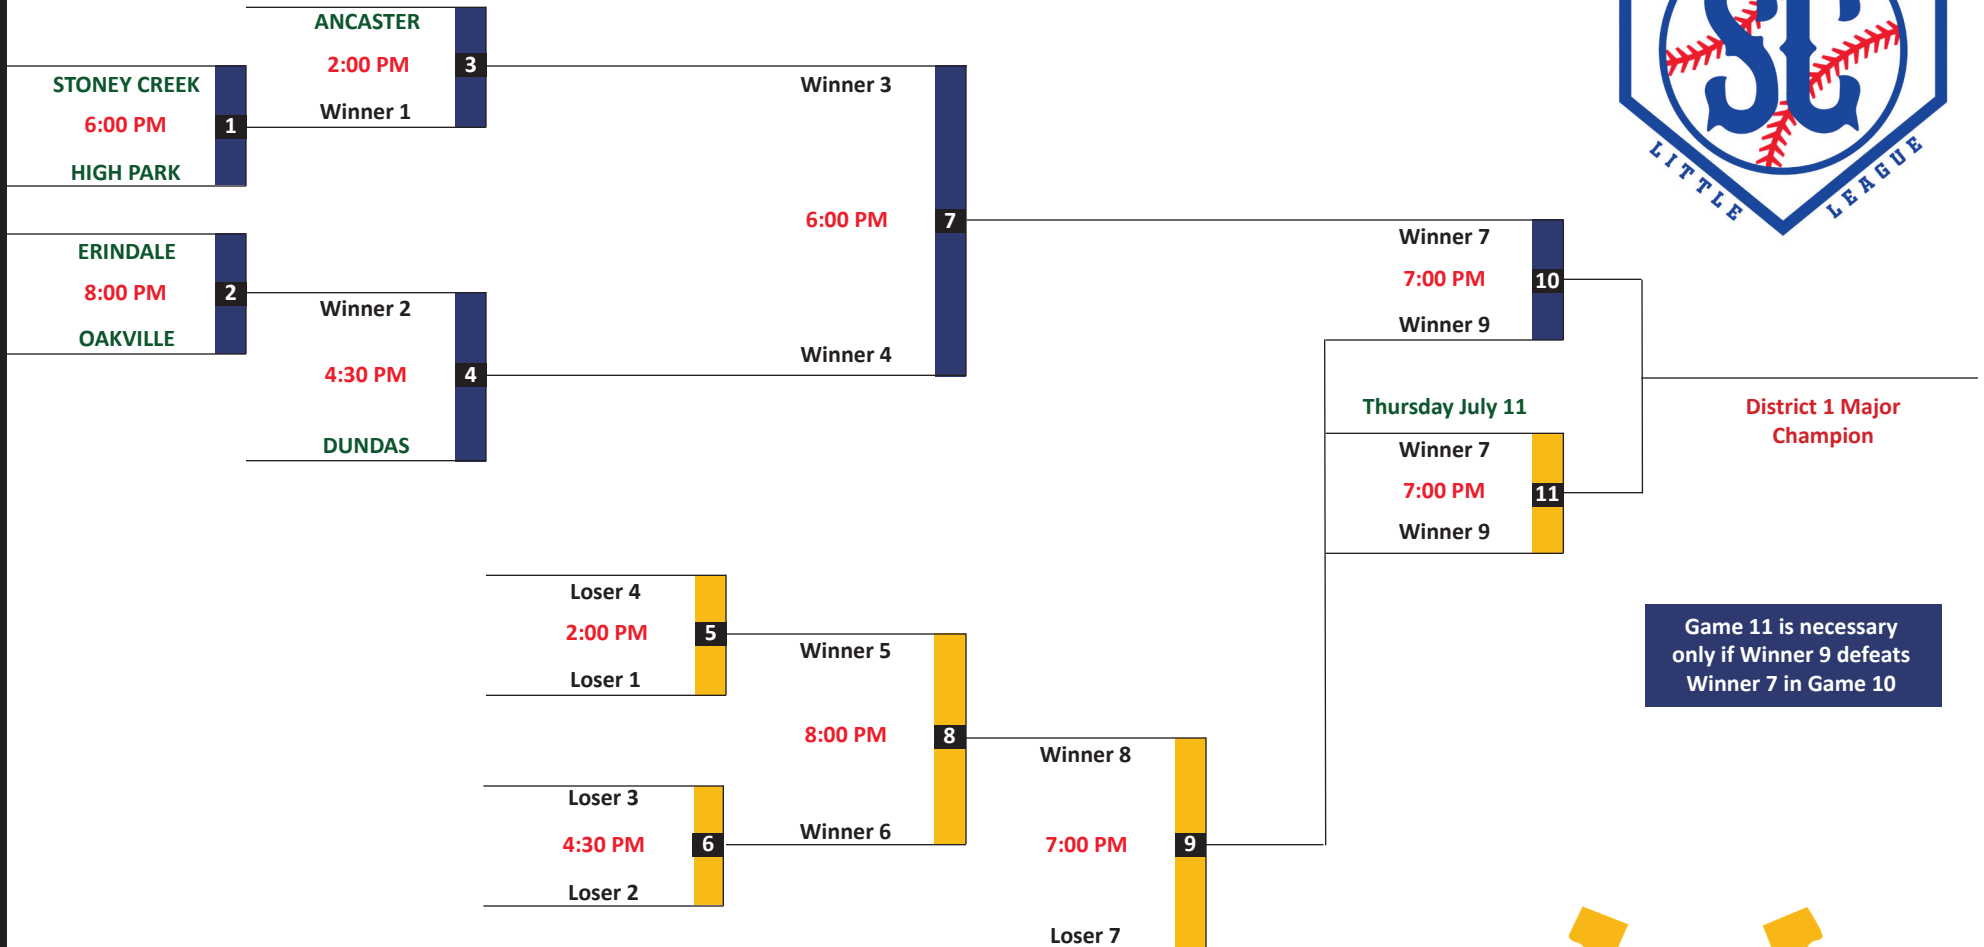 ANCASTER
2:00 PM
3
Winner 1
STONEY CREEK
6:00 PM
1
HIGH PARK
ERINDALE
8:00 PM
2
OAKVILLE
Winner 2
4:30 PM
4
DUNDAS
Winner 3
6:00 PM
7
Winner 4
Winner 7
7:00 PM
10
Winner 9
Thursday July 11
Winner 7
7:00 PM
11
Winner 9
District 1 Major
Champion
SC
LITTLE LEAGUE
Loser 4
2:00 PM
5
Loser 1
Winner 5
8:00 PM
8
Winner 6
Loser 3
4:30 PM
6
Loser 2
Winner 8
7:00 PM
9
Loser 7
Game 11 is necessary
only if Winner 9 defeats
Winner 7 in Game 10